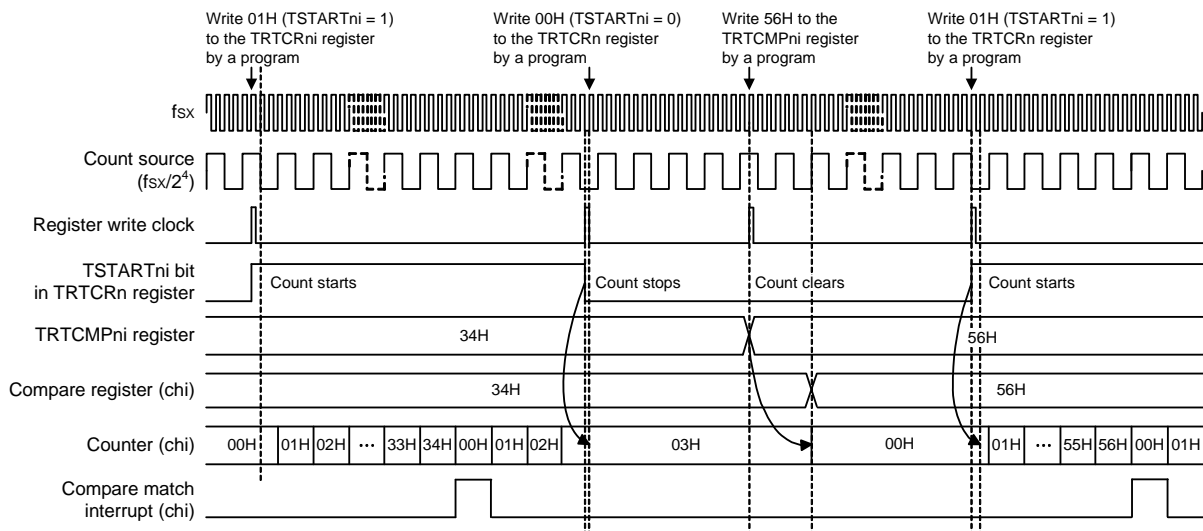 Write 01H (TSTARTni = 1)
to the TRTCRni register
by a program
Write 00H (TSTARTni = 0)
to the TRTCRn register
by a program
Write 56H to the
TRTCMPni register
by a program
Write 01H (TSTARTni = 1)
to the TRTCRn register
by a program
fSX
Count source
(fSX/2⁴)
Register write clock
TSTARTni bit
in TRTCRn register
Count starts
Count stops
Count clears
Count starts
TRTCMPni register
34H
56H
Compare register (chi)
34H
56H
Counter (chi)
00H 01H 02H ··· 33H 34H 00H 01H 02H 03H 00H 01H ··· 55H 56H 00H 01H
Compare match
interrupt (chi)